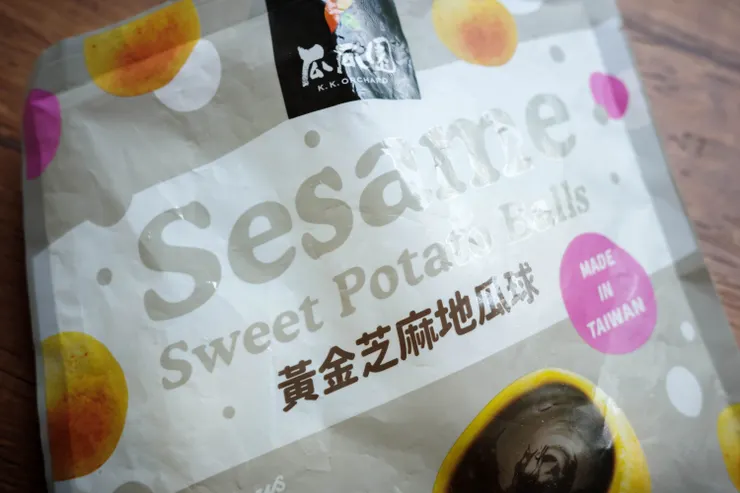 瓜瓜園
K.K. ORCHARD
Sesame
Sweet Potato Balls
黃金芝麻地瓜球
MADE
IN
TAIWAN